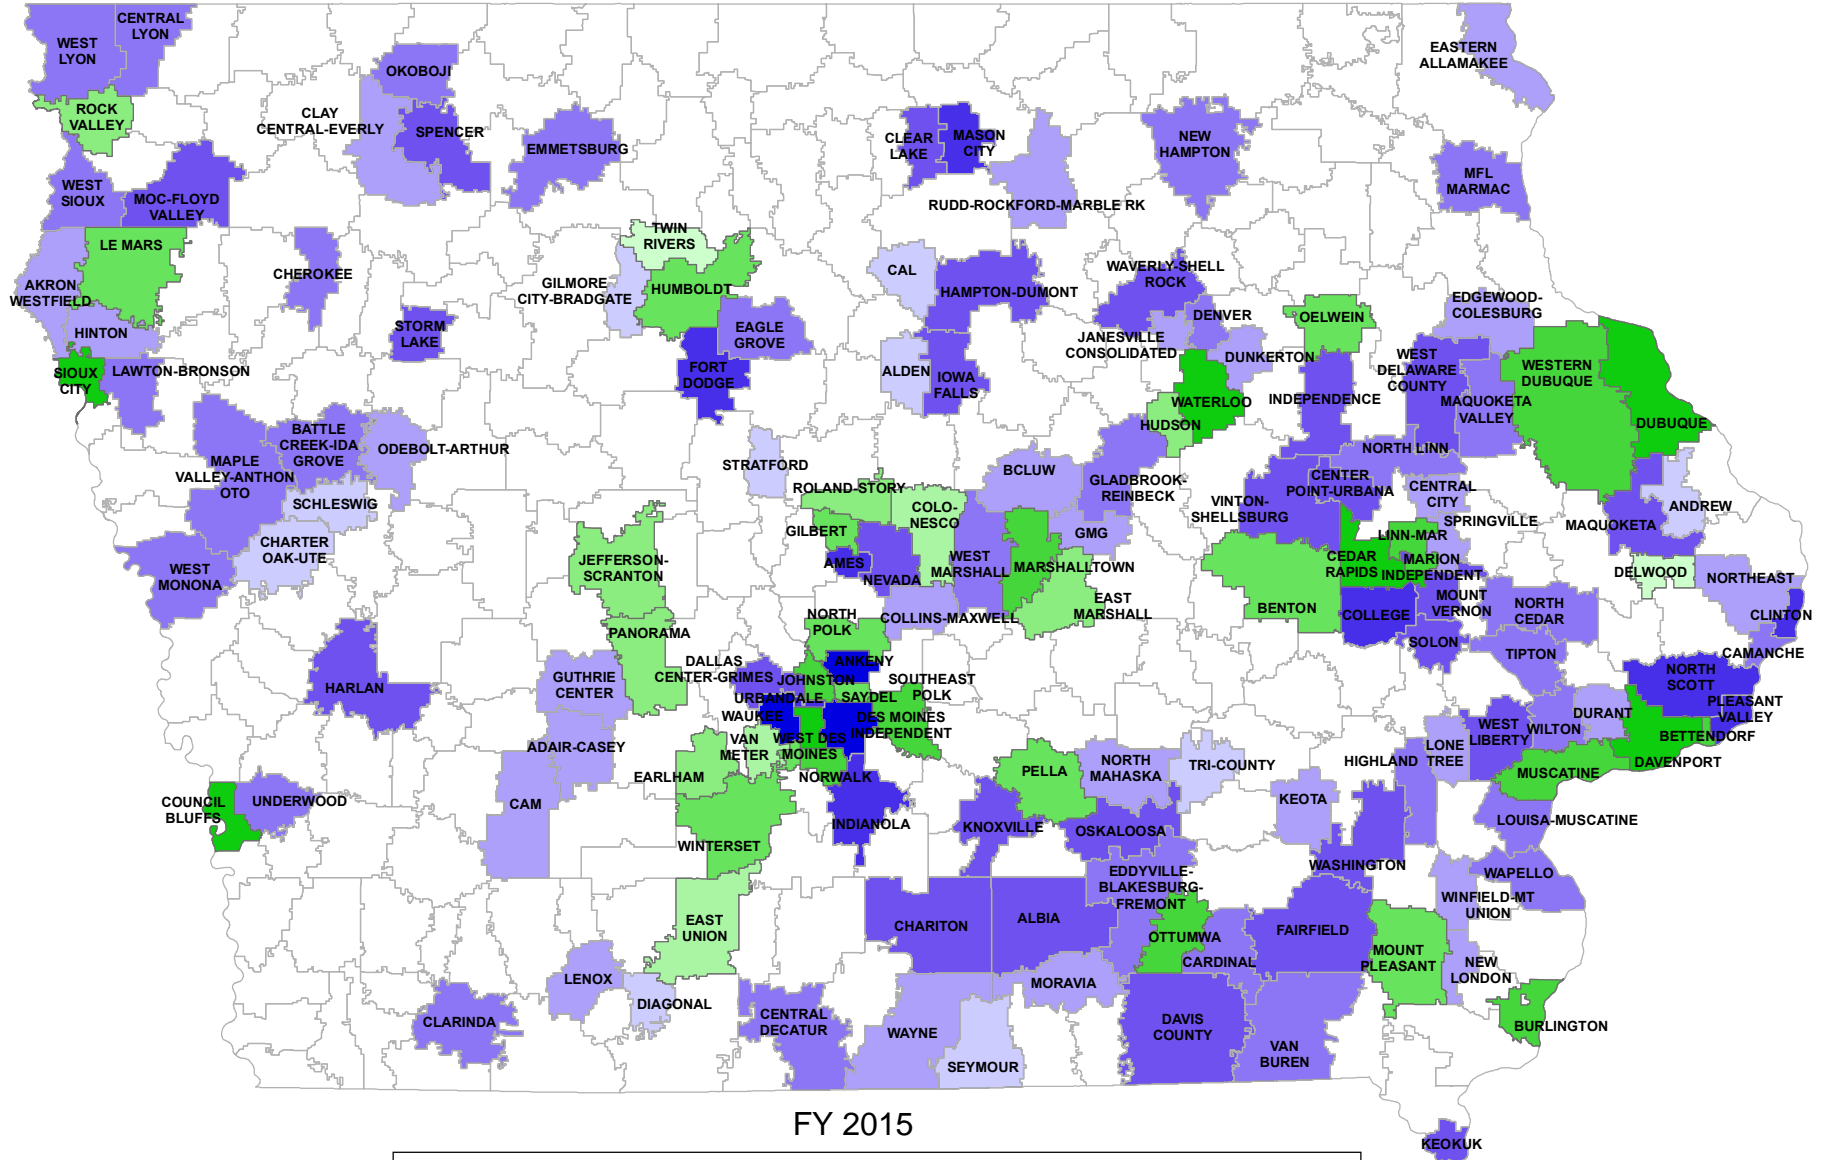 CENTRAL
LYON
WEST
LYON
EASTERN
ALLAMAKEE
OKOBOJI
ROCK
VALLEY
CLAY
CENTRAL-EVERLY
SPENCER
EMMETSBURG
CLEAR
LAKE
MASON
CITY
NEW
HAMPTON
MFL
MARMAC
WEST
SIOUX
MOC-FLOYD
VALLEY
RUDD-ROCKFORD-MARBLE RK
LE MARS
TWIN
RIVERS
AKRON
WESTFIELD
CHEROKEE
GILMORE
CITY-BRADGATE
HUMBOLDT
CAL
HAMPTON-DUMONT
WAVERLY-SHELL
ROCK
EDGEWOOD-
COLESBURG
HINTON
STORM
LAKE
EAGLE
GROVE
DENVER
OELWEIN
JANESVILLE
CONSOLIDATED
DUNKERTON
SIOUX
CITY
LAWTON-BRONSON
FORT
DODGE
ALDEN
IOWA
FALLS
WEST
DELAWARE
COUNTY
WESTERN
DUBUQUE
WATERLOO
INDEPENDENCE
MAQUOKETA
VALLEY
HUDSON
DUBUQUE
BATTLE
CREEK-IDA
GROVE
ODEBOLT-ARTHUR
NORTH LINN
MAPLE
VALLEY-ANTHON
OTO
STRATFORD
BCLUW
GLADBROOK-
REINBECK
CENTER
POINT-URBANA
CENTRAL
CITY
SCHLESWIG
ROLAND-STORY
COLO-
NESCO
VINTON-
SHELLSBURG
SPRINGVILLE
ANDREW
MAQUOKETA
GILBERT
GMG
LINN-MAR
CHARTER
OAK-UTE
AMES
NEVADA
WEST
MARSHALL
MARSHALLTOWN
CEDAR
RAPIDS
MARION
INDEPENDENT
WEST
MONONA
JEFFERSON-
SCRANTON
DELWOOD
NORTHEAST
EAST
MARSHALL
BENTON
COLLEGE
MOUNT
VERNON
NORTH
CEDAR
CLINTON
NORTH
POLK
COLLINS-MAXWELL
PANORAMA
SOLON
TIPTON
CAMANCHE
DALLAS
CENTER-GRIMES
ANKENY
JOHNSTON
SOUTHEAST
POLK
GUTHRIE
CENTER
HARLAN
URBANDALE
SAYDEL
NORTH
SCOTT
PLEASANT
VALLEY
WAUKEE
DES MOINES
INDEPENDENT
DURANT
WEST
LIBERTY
WILTON
BETTENDORF
ADAIR-CASEY
VAN
METER
WEST DES
MOINES
LONE
TREE
HIGHLAND
DAVENPORT
EARLHAM
NORWALK
PELLA
NORTH
MAHASKA
TRI-COUNTY
MUSCATINE
COUNCIL
BLUFFS
UNDERWOOD
CAM
KEOTA
INDIANOLA
KNOXVILLE
OSKALOOSA
LOUISA-MUSCATINE
WINTERSET
WASHINGTON
WAPELLO
EDDYVILLE-
BLAKESBURG-
FREMONT
WINFIELD-MT
UNION
EAST
UNION
CHARITON
ALBIA
OTTUMWA
FAIRFIELD
MOUNT
PLEASANT
CARDINAL
NEW
LONDON
LENOX
MORAVIA
DIAGONAL
CLARINDA
CENTRAL
DECATUR
WAYNE
DAVIS
COUNTY
VAN
BUREN
BURLINGTON
SEYMOUR
FY 2015
KEOKUK